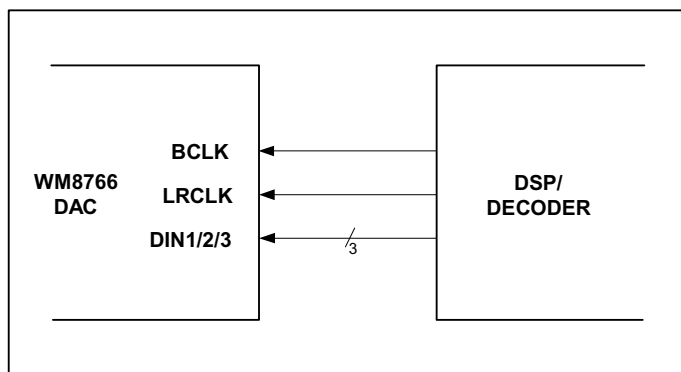 BCLK
WM8766
DAC
LRCLK
DIN1/2/3
3
DSP/
DECODER